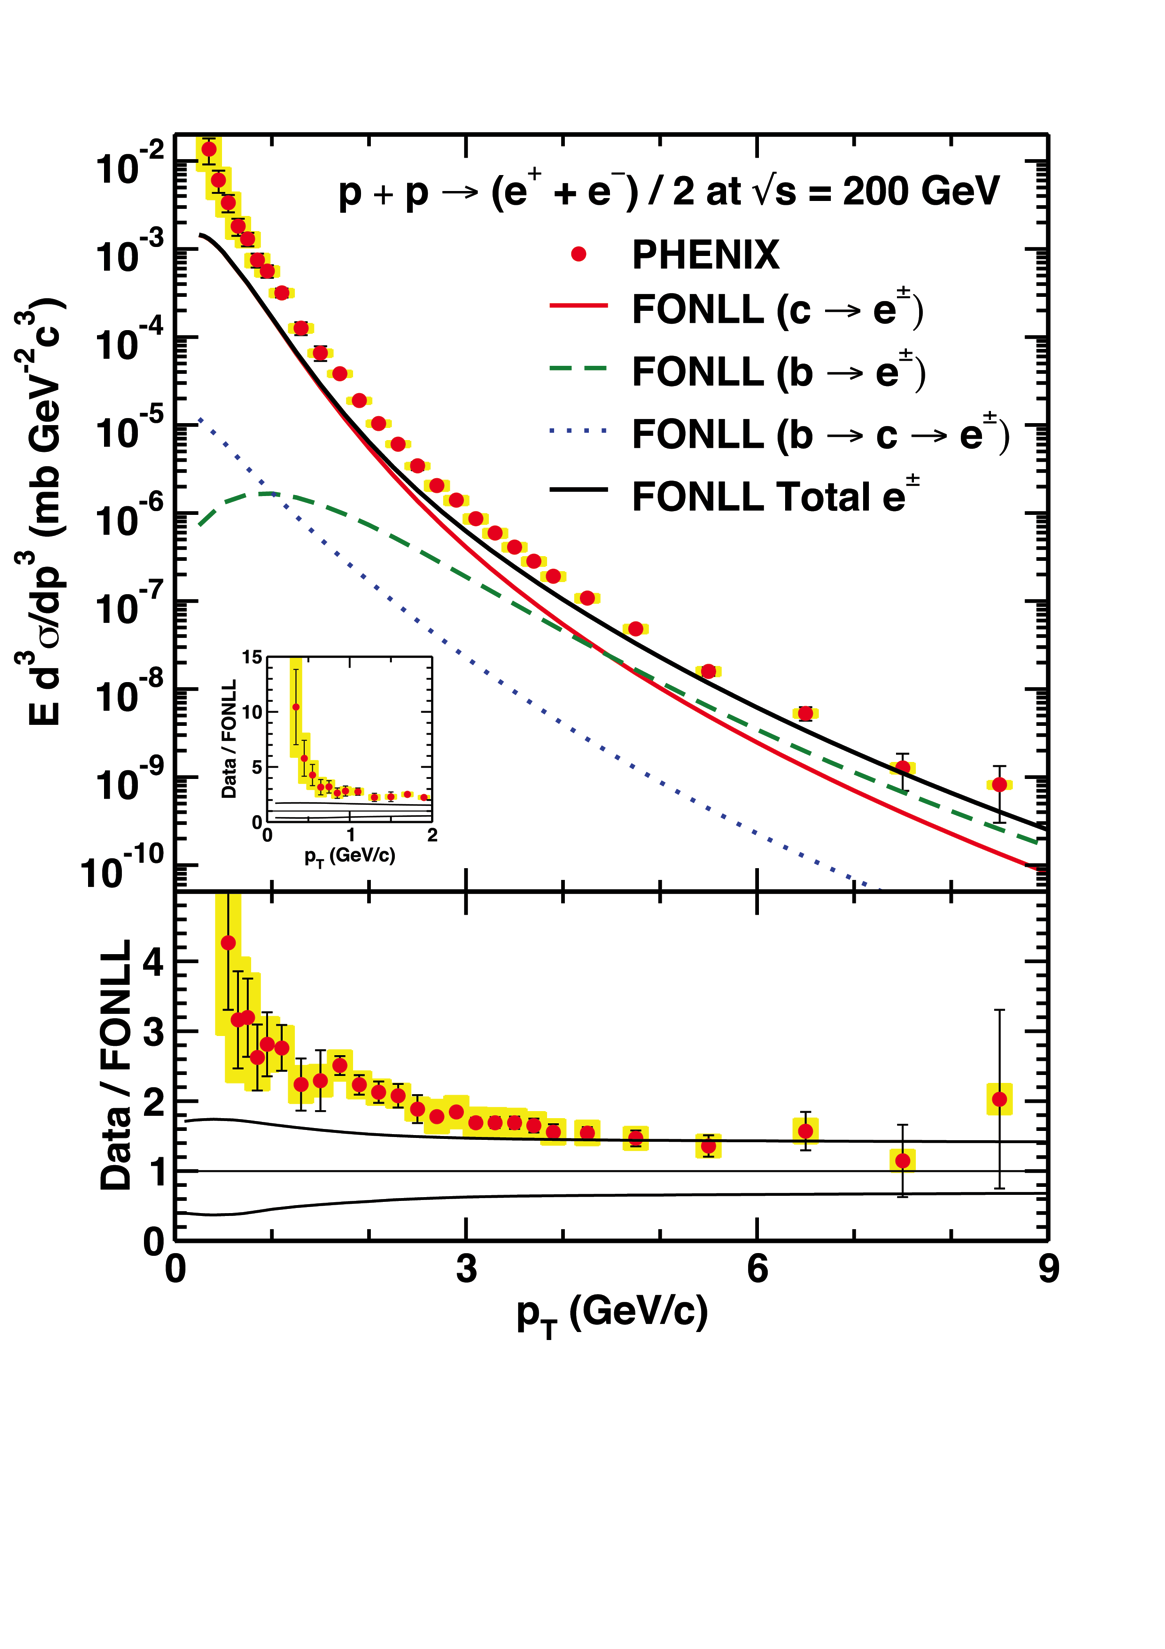 p + p → (e⁺ + e⁻) / 2 at √s = 200 GeV
PHENIX
FONLL (c → e±)
FONLL (b → e±)
FONLL (b → c → e±)
FONLL Total e±
E d³σ/dp³ (mb GeV⁻²c³)
10⁻²
10⁻³
10⁻⁴
10⁻⁵
10⁻⁶
10⁻⁷
10⁻⁸
10⁻⁹
10⁻¹⁰
Data / FONLL
15
10
5
0
0 1 2
p_T (GeV/c)
Data / FONLL
4
3
2
1
0
0 3 6 9
p_T (GeV/c)